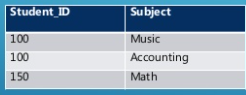 Student_ID Subject
100 Music
100 Accounting
150 Math